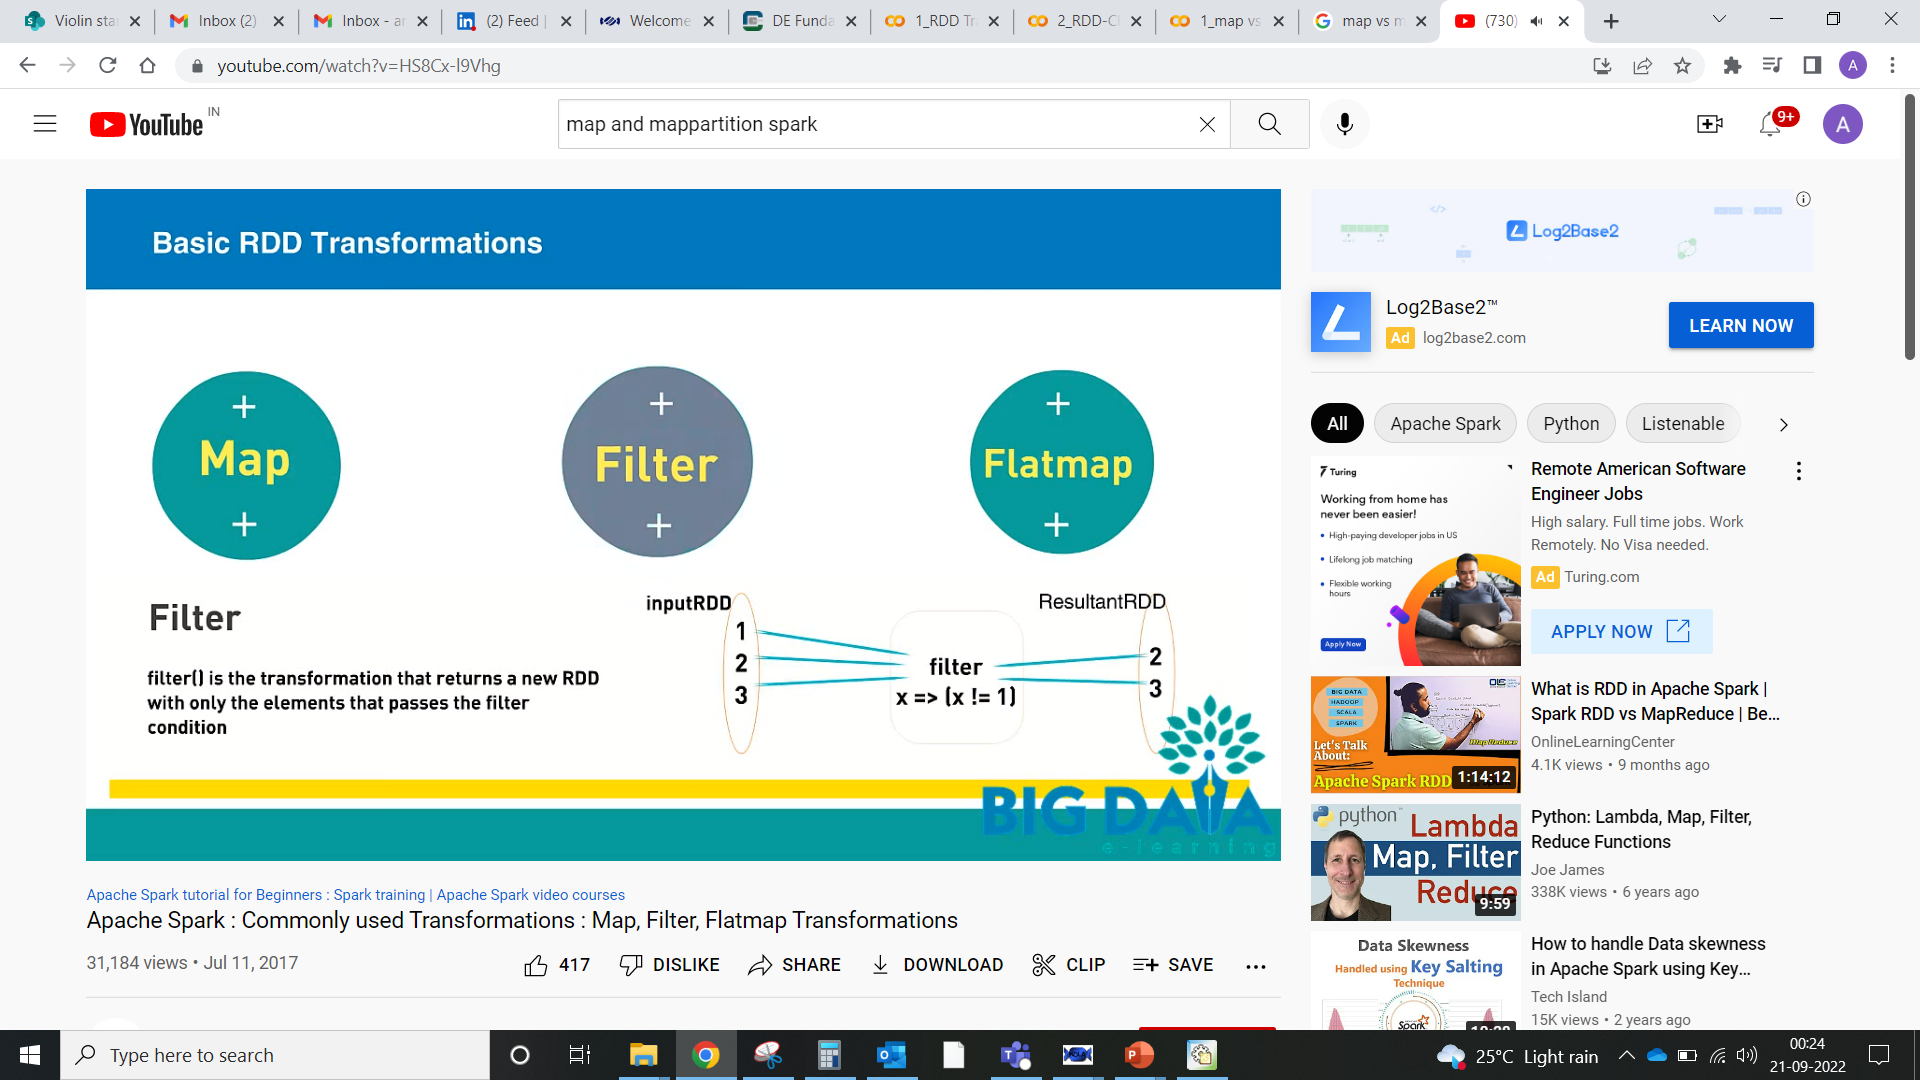 Violin sta
Inbox (2)
Inbox - a
(2) Feed |
Welcome
DE Funda
1_RDD Tr
2_RDD-C
1_map vs
map vs m
(730)
youtube.com/watch?v=HS8Cx-l9Vhg
A
YouTube IN
map and mappartition spark
9+
A
Basic RDD Transformations
+ + +
Map Filter Flatmap
+ + +
Filter
filter() is the transformation that returns a new RDD
with only the elements that passes the filter
condition
inputRDD
1
2
3
filter
x => (x != 1)
ResultantRDD
2
3
BIG DATA
e-learning
Apache Spark tutorial for Beginners : Spark training | Apache Spark video courses
Apache Spark : Commonly used Transformations : Map, Filter, Flatmap Transformations
31,184 views • Jul 11, 2017
417 DISLIKE SHARE DOWNLOAD CLIP SAVE
Log2Base2
Log2Base2™
Ad log2base2.com
LEARN NOW
All Apache Spark Python Listenable
Turing
Working from home has
never been easier!
• High-paying developer jobs in US
• Lifelong job matching
• Flexible working
hours
Apply Now
Remote American Software
Engineer Jobs
High salary. Full time jobs. Work
Remotely. No Visa needed.
Ad Turing.com
APPLY NOW
BIG DATA
HADOOP
SCALA
SPARK
Let's Talk
About:
Apache Spark RDD
Map Reduce
1:14:12
What is RDD in Apache Spark |
Spark RDD vs MapReduce | Be...
OnlineLearningCenter
4.1K views • 9 months ago
python™
Lambda
Map, Filter
Reduce
9:59
Python: Lambda, Map, Filter,
Reduce Functions
Joe James
338K views • 6 years ago
Data Skewness
Handled using Key Salting
Technique
Spark
How to handle Data skewness
in Apache Spark using Key...
Tech Island
15K views • 2 years ago
Type here to search
25°C Light rain
00:24
21-09-2022